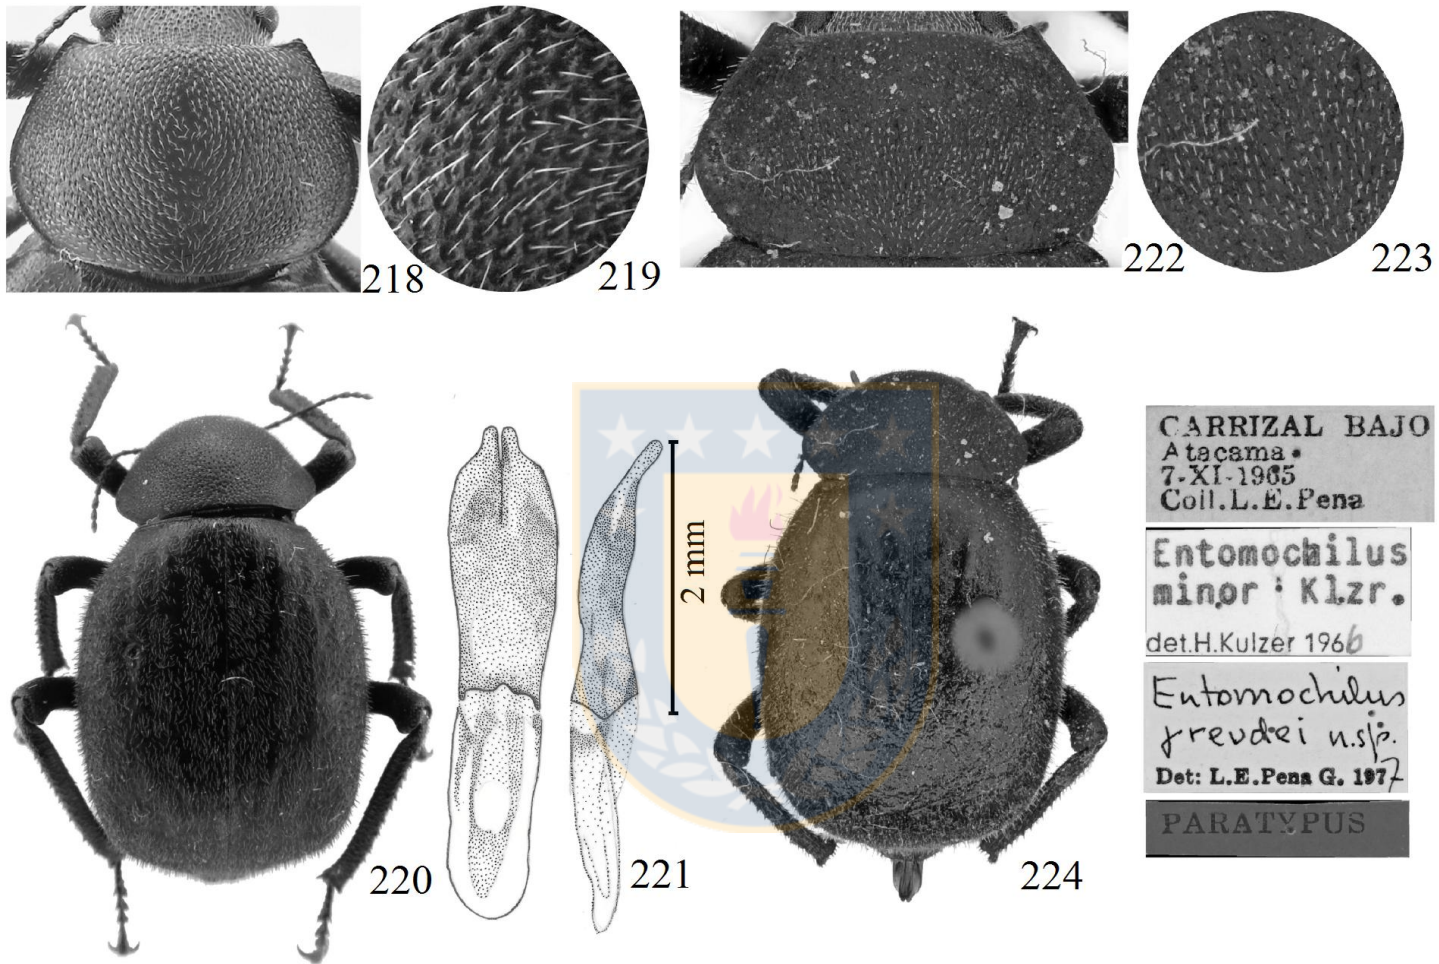 218
219
222
223
220
221
2 mm
224
CARRIZAL BAJO
Atacama.
7-XI-1965
Coll.L.E.Pena
Entomochilus
minor Klzr.
det.H.Kulzer 1966
Entomochilus
freudei n.sp.
Det: L.E.Pena G. 1977
PARATYPUS